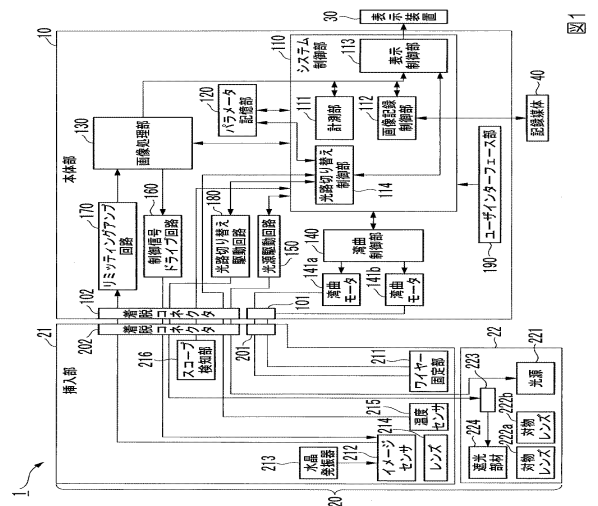 図1
1
10
本体部
30
表示装置
110
システム
制御部
113
表示
制御部
120
パラメータ
記憶部
111
計測部
112
画像記録
制御部
40
記録媒体
130
画像処理部
光路切り替え
制御部
114
170
リミッティングアンプ
回路
160
制御信号
ドライブ回路
180
光路切り替え
駆動回路
光源駆動回路
150
140
湾曲
制御部
141a
湾曲
モータ
141b
湾曲
モータ
190
ユーザインターフェース部
102
着脱コネクタ
101
21
挿入部
202
着脱コネクタ
201
216
スコープ
検知部
211
ワイヤー
固定部
215
温度
センサ
214
212
イメージ
センサ
レンズ
213
水晶
発振器
22
221
光源
223
222b
対物レンズ
222a
対物レンズ
224
遮光
部材
20